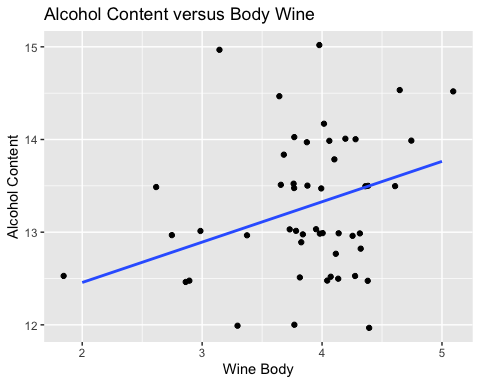 Alcohol Content versus Body Wine
15
14
13
12
Alcohol Content
2 3 4 5
Wine Body